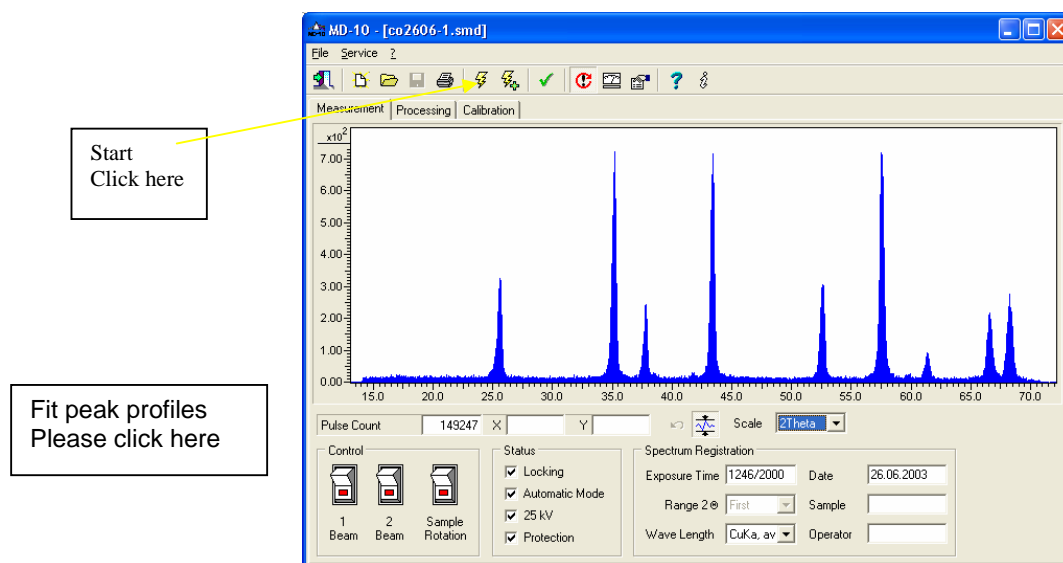 MD-10 - [co2606-1.smd]
File Service ?
Measurement Processing Calibration
Start
Click here
x10²
7.00
6.00
5.00
4.00
3.00
2.00
1.00
0.00
15.0 20.0 25.0 30.0 35.0 40.0 45.0 50.0 55.0 60.0 65.0 70.0
Fit peak profiles
Please click here
Pulse Count 149247 X Y Scale 2Theta
Control
1 Beam
2 Beam
Sample Rotation
Status
Locking
Automatic Mode
25 kV
Protection
Spectrum Registration
Exposure Time 1246/2000 Date 26.06.2003
Range 2Θ First Sample
Wave Length CuKa, av Operator